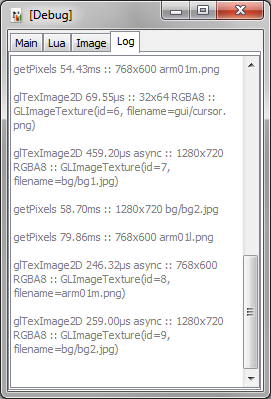 [Debug]
Main Lua Image Log
getPixels 54.43ms :: 768x600 arm01m.png
glTexImage2D 69.55µs :: 32x64 RGBA8 ::
GLImageTexture(id=6, filename=gui/cursor.
png)
glTexImage2D 459.20µs async :: 1280x720
RGBA8 :: GLImageTexture(id=7,
filename=bg/bg1.jpg)
getPixels 58.70ms :: 1280x720 bg/bg2.jpg
getPixels 79.86ms :: 768x600 arm01l.png
glTexImage2D 246.32µs async :: 768x600
RGBA8 :: GLImageTexture(id=8,
filename=arm01m.png)
glTexImage2D 259.00µs async :: 1280x720
RGBA8 :: GLImageTexture(id=9,
filename=bg/bg2.jpg)